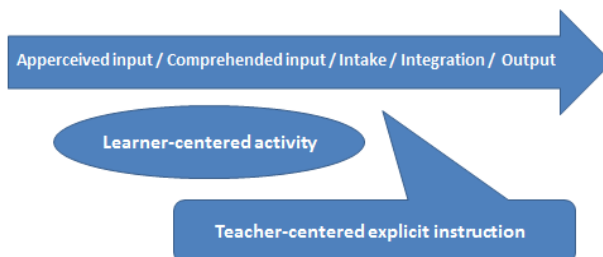 Apperceived input / Comprehended input / Intake / Integration / Output
Learner-centered activity
Teacher-centered explicit instruction